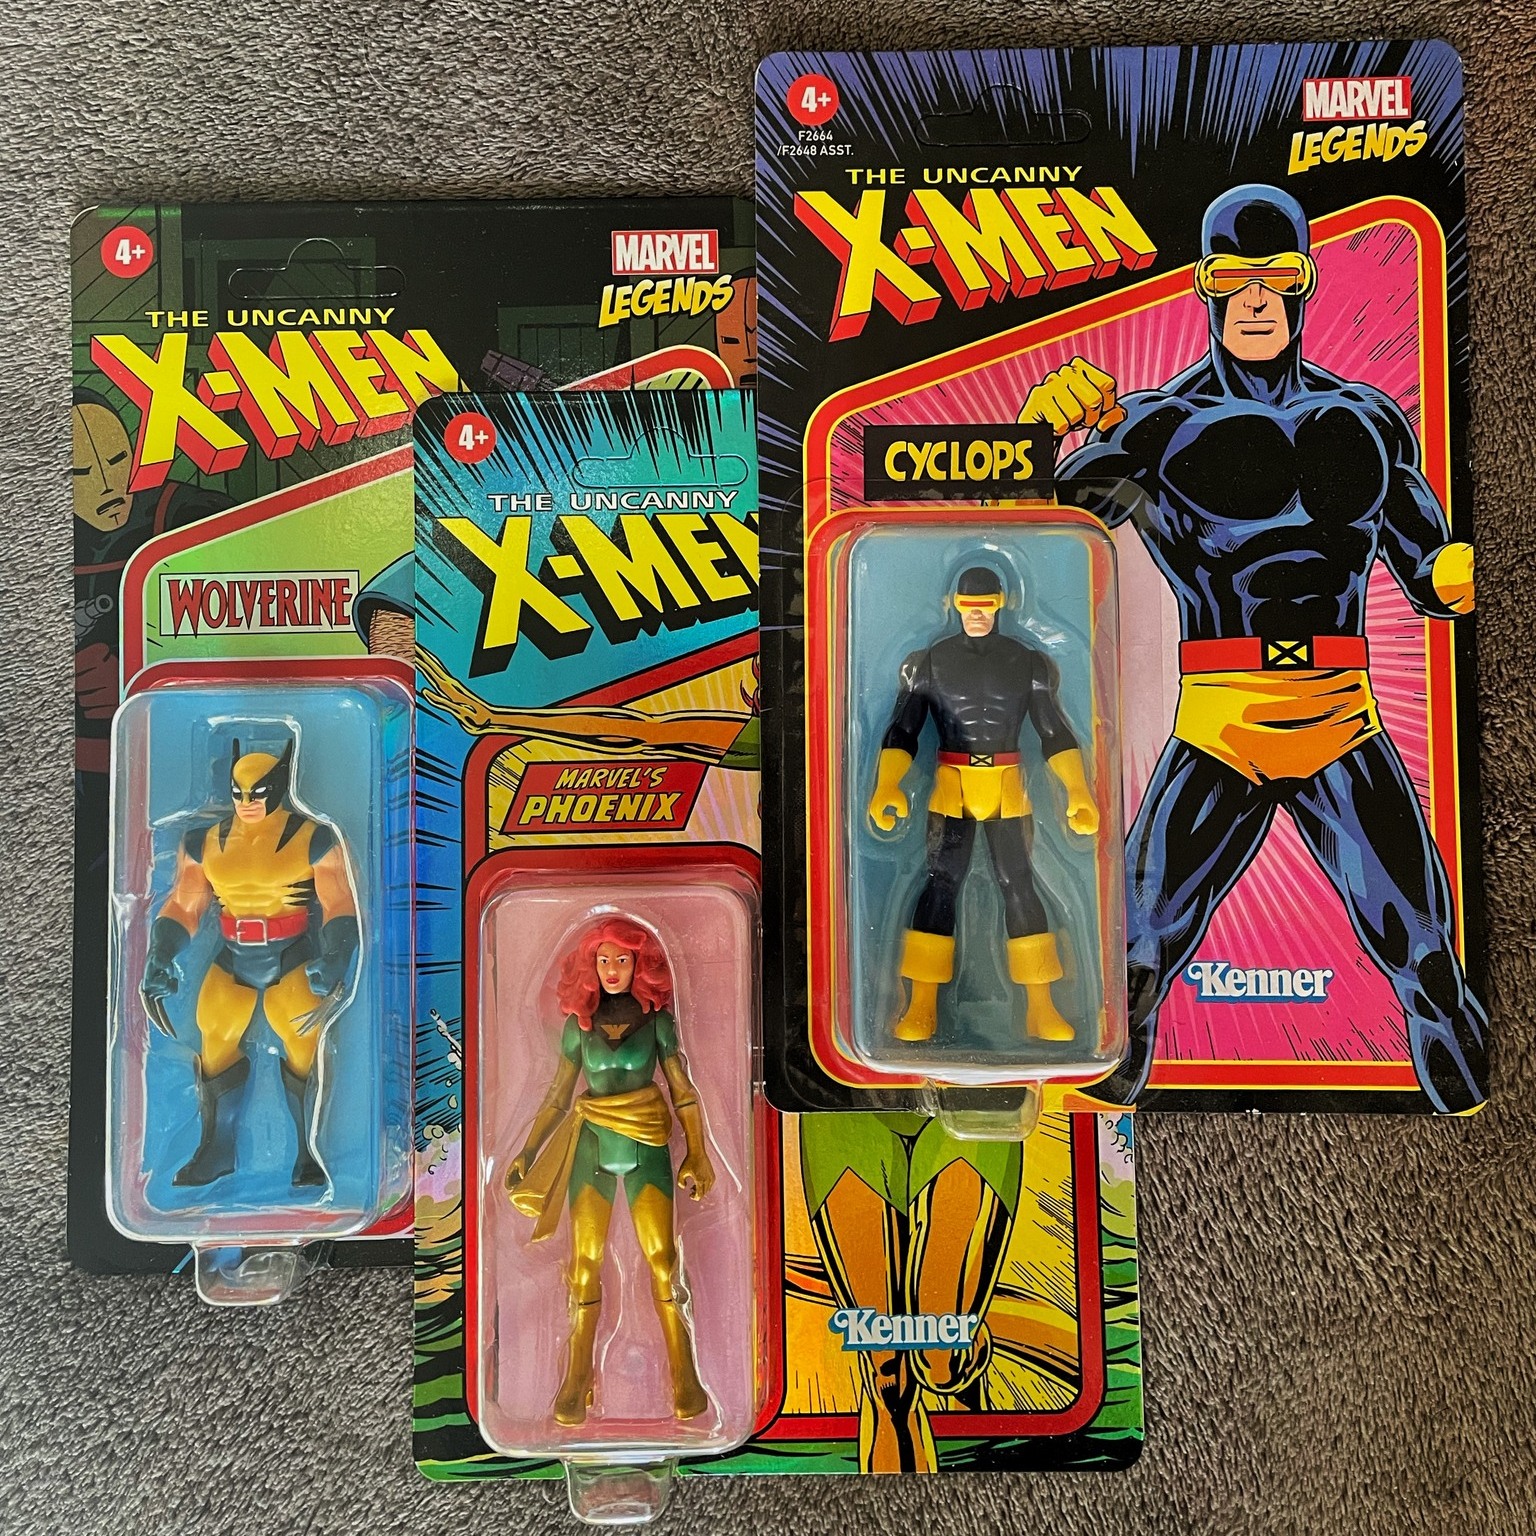 4+
THE UNCANNY
X-MEN
MARVEL
LEGENDS
WOLVERINE
4+
THE UNCANNY
X-MEN
MARVEL'S
PHOENIX
Kenner
4+
F2664
/F2648 ASST.
THE UNCANNY
X-MEN
MARVEL
LEGENDS
CYCLOPS
Kenner